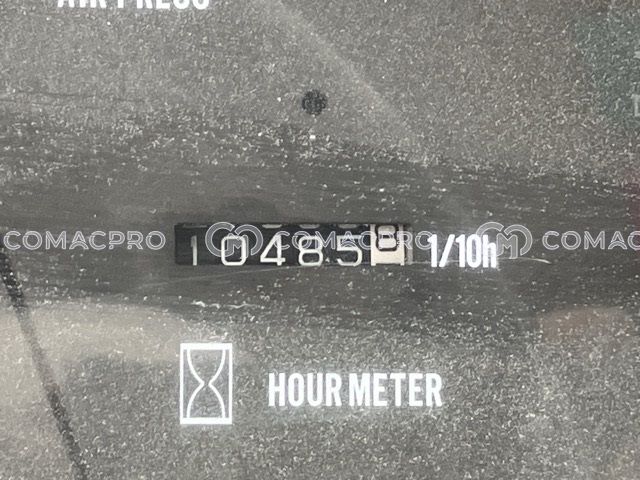 AIR PRESS
COMACPRO COMACPRO COMACPRO
104858 1/10h
HOUR METER